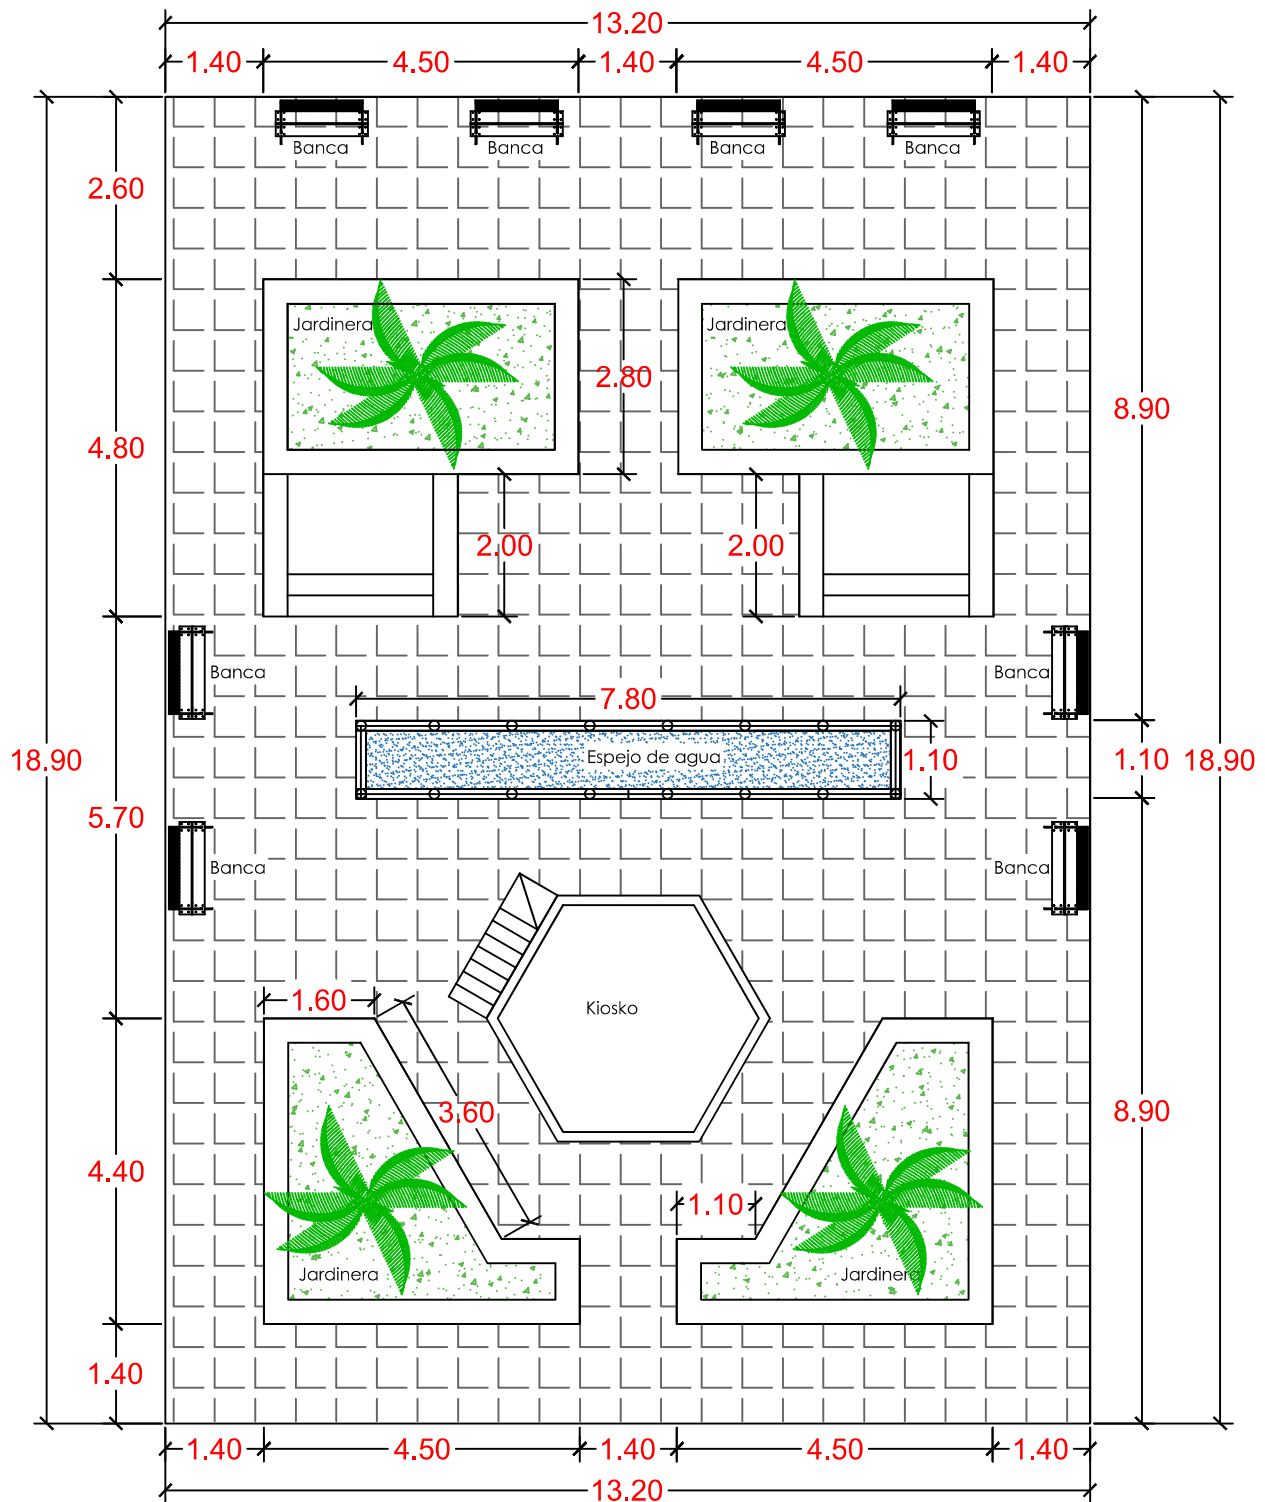 13.20
1.40 4.50 1.40 4.50 1.40
Banca Banca Banca Banca
2.60
Jardinera Jardinera
2.80
8.90
4.80
2.00 2.00
Banca Banca
7.80
18.90 Espejo de agua 1.10 1.10 18.90
5.70
Banca Banca
1.60 Kiosko
3.60 8.90
4.40
1.10
Jardinera Jardinera
1.40
1.40 4.50 1.40 4.50 1.40
13.20